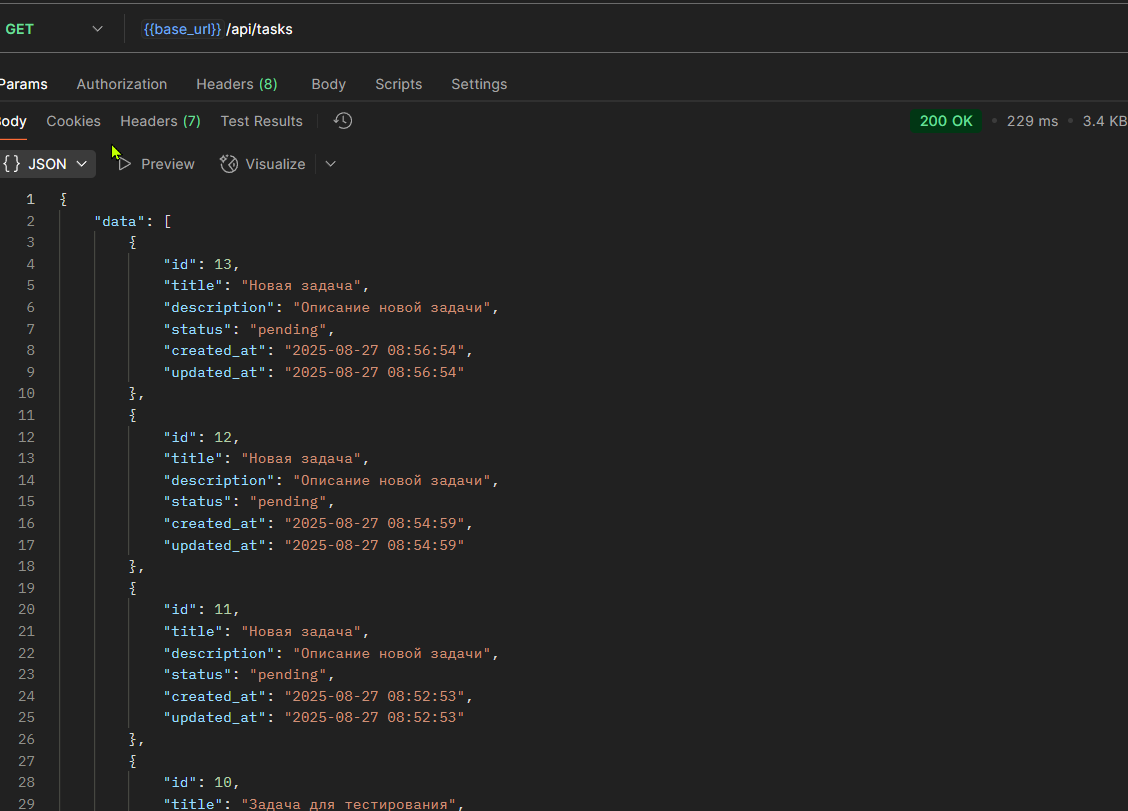 GET {{base_url}} /api/tasks
Params Authorization Headers (8) Body Scripts Settings
ody Cookies Headers (7) Test Results 200 OK • 229 ms • 3.4 KB
{} JSON Preview Visualize
1 {
2 "data": [
3 {
4 "id": 13,
5 "title": "Новая задача",
6 "description": "Описание новой задачи",
7 "status": "pending",
8 "created_at": "2025-08-27 08:56:54",
9 "updated_at": "2025-08-27 08:56:54"
10 },
11 {
12 "id": 12,
13 "title": "Новая задача",
14 "description": "Описание новой задачи",
15 "status": "pending",
16 "created_at": "2025-08-27 08:54:59",
17 "updated_at": "2025-08-27 08:54:59"
18 },
19 {
20 "id": 11,
21 "title": "Новая задача",
22 "description": "Описание новой задачи",
23 "status": "pending",
24 "created_at": "2025-08-27 08:52:53",
25 "updated_at": "2025-08-27 08:52:53"
26 },
27 {
28 "id": 10,
29 "title": "Задача для тестирования",